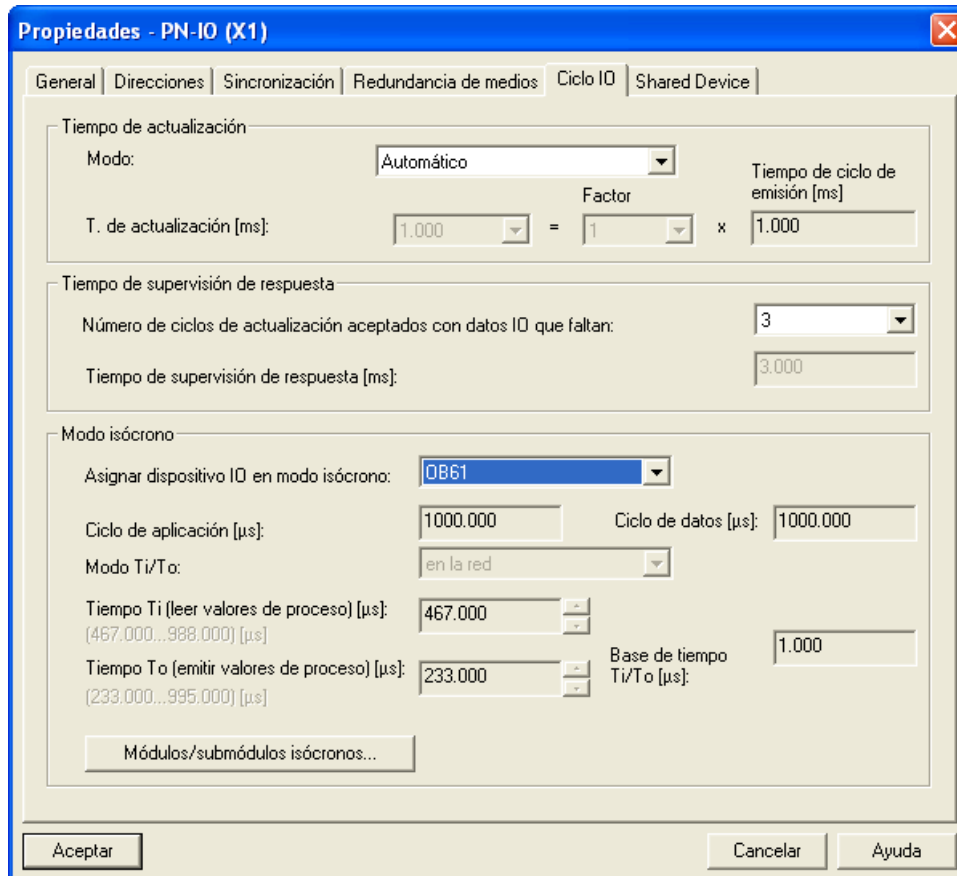 Propiedades - PN-IO (X1)
General Direcciones Sincronización Redundancia de medios Ciclo IO Shared Device
Tiempo de actualización
Modo: Automático
Tiempo de ciclo de
emisión [ms]
Factor
T. de actualización [ms]: 1.000 = 1 x 1.000
Tiempo de supervisión de respuesta
Número de ciclos de actualización aceptados con datos IO que faltan: 3
Tiempo de supervisión de respuesta [ms]: 3.000
Modo isócrono
Asignar dispositivo IO en modo isócrono: OB61
Ciclo de aplicación [µs]: 1000.000 Ciclo de datos [µs]: 1000.000
Modo Ti/To: en la red
Tiempo Ti (leer valores de proceso) [µs]: 467.000
(467.000...988.000) [µs]
Tiempo To (emitir valores de proceso) [µs]: 233.000
(233.000...995.000) [µs]
Base de tiempo
Ti/To [µs]: 1.000
Módulos/submódulos isócronos...
Aceptar Cancelar Ayuda